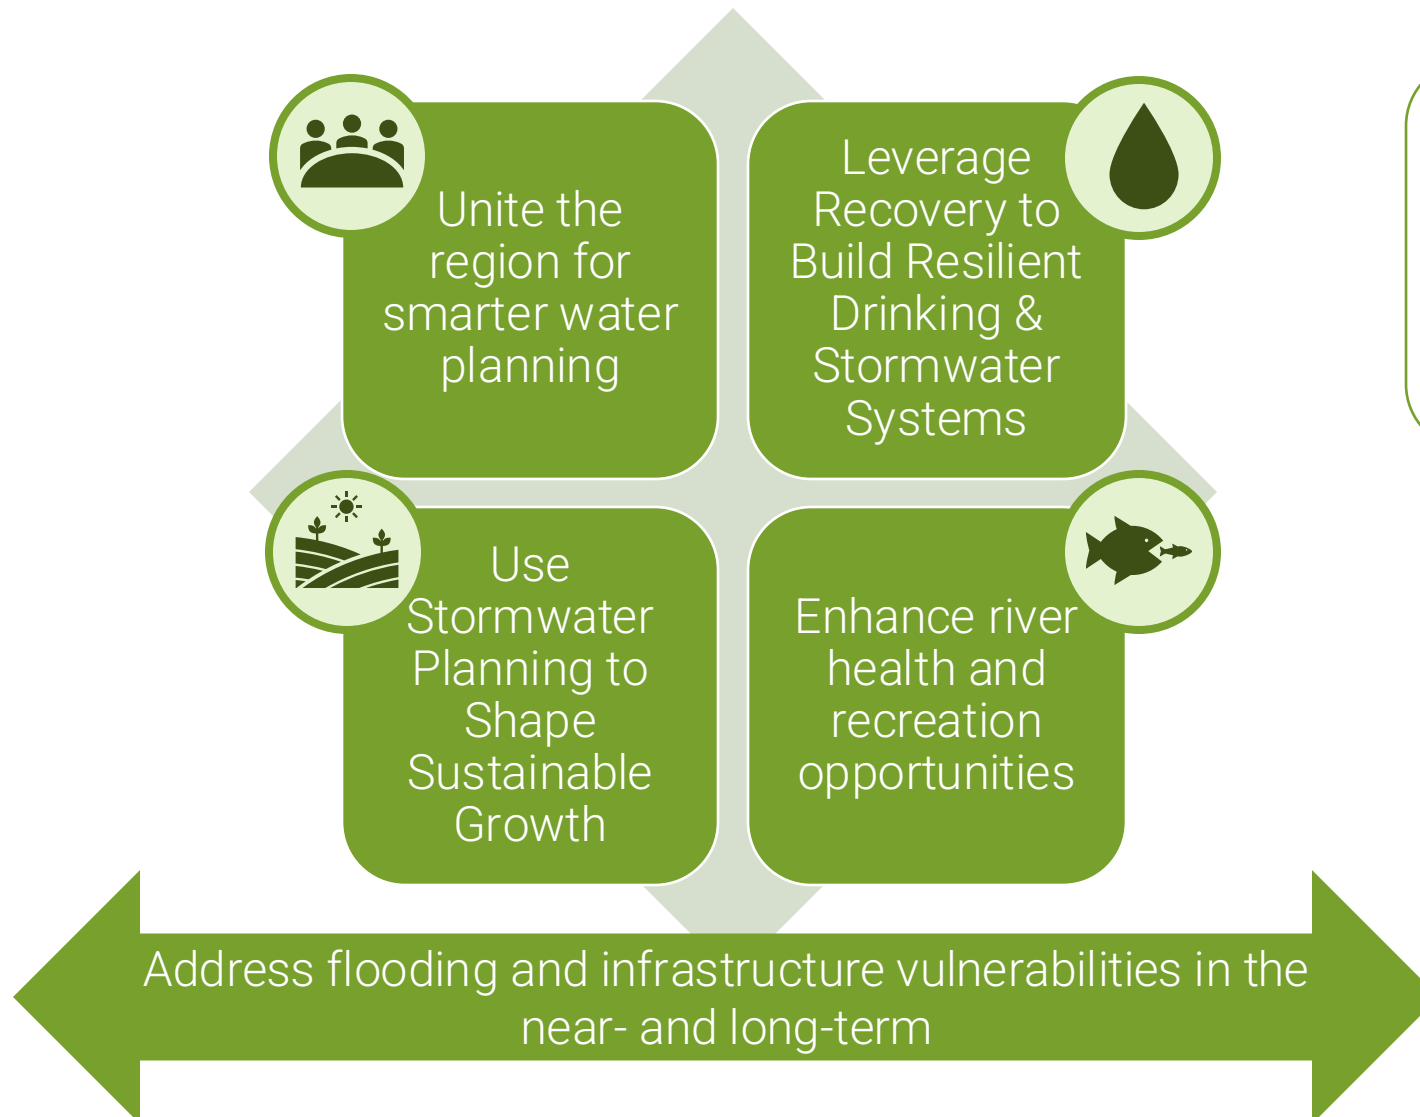 Unite the
region for
smarter water
planning
Leverage
Recovery to
Build Resilient
Drinking &
Stormwater
Systems
Use
Stormwater
Planning to
Shape
Sustainable
Growth
Enhance river
health and
recreation
opportunities
Address flooding and infrastructure vulnerabilities in the
near- and long-term